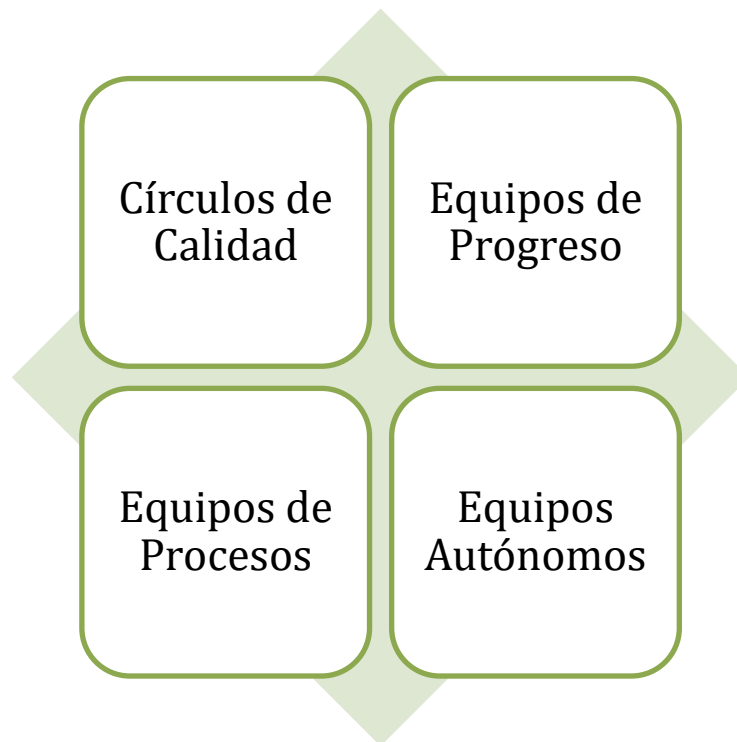 Círculos de
Calidad
Equipos de
Progreso
Equipos de
Procesos
Equipos
Autónomos